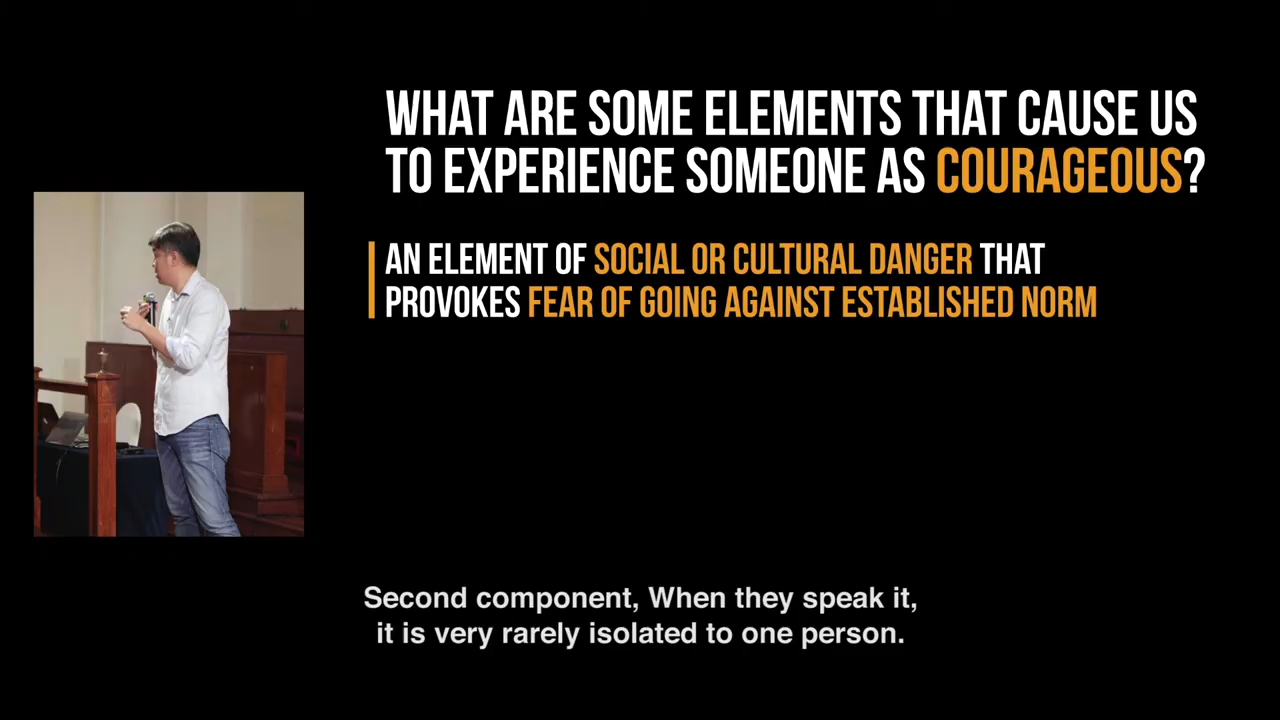 WHAT ARE SOME ELEMENTS THAT CAUSE US
TO EXPERIENCE SOMEONE AS COURAGEOUS?
AN ELEMENT OF SOCIAL OR CULTURAL DANGER THAT
PROVOKES FEAR OF GOING AGAINST ESTABLISHED NORM
Second component, When they speak it,
it is very rarely isolated to one person.